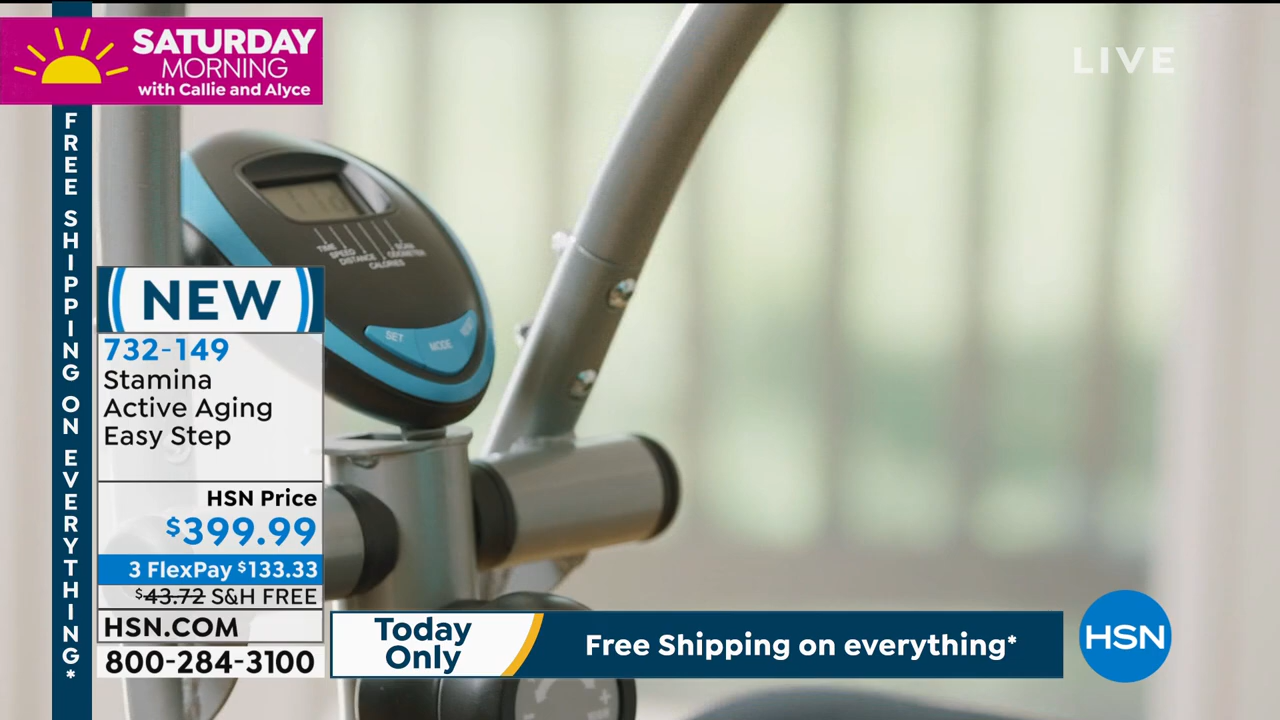 SATURDAY
MORNING
with Callie and Alyce
LIVE
FREE SHIPPING ON EVERYTHING*
TIME
SPEED
DISTANCE
CALORIES
ODOMETER
SCAN
SET
MODE
NEW
732-149
Stamina
Active Aging
Easy Step
HSN Price
$399.99
3 FlexPay $133.33
$43.72 S&H FREE
HSN.COM
800-284-3100
Today
Only
Free Shipping on everything*
HSN